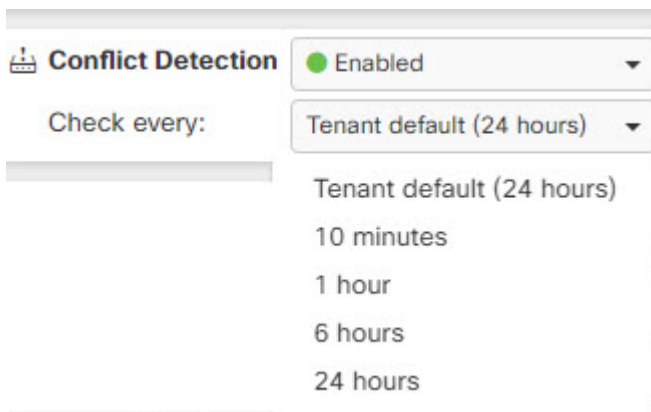 Conflict Detection Enabled
Check every: Tenant default (24 hours)
Tenant default (24 hours)
10 minutes
1 hour
6 hours
24 hours